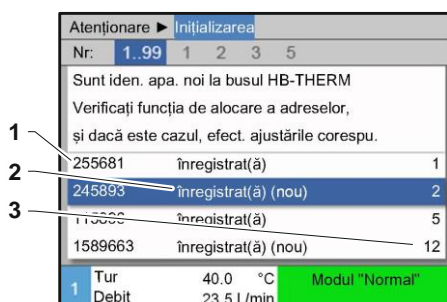 Atenționare ► Inițializarea
Nr: 1..99 1 2 3 5
Sunt iden. apa. noi la busul HB-THERM
Verificați funcția de alocare a adreselor,
și dacă este cazul, efect. ajustările corespu.
1
255681 înregistrat(ă) 1
2
245893 înregistrat(ă) (nou) 2
3
înregistrat(ă) 5
1589663 înregistrat(ă) (nou) 12
1 Tur 40.0 °C Modul "Normal"
Debit 23.5 L/min